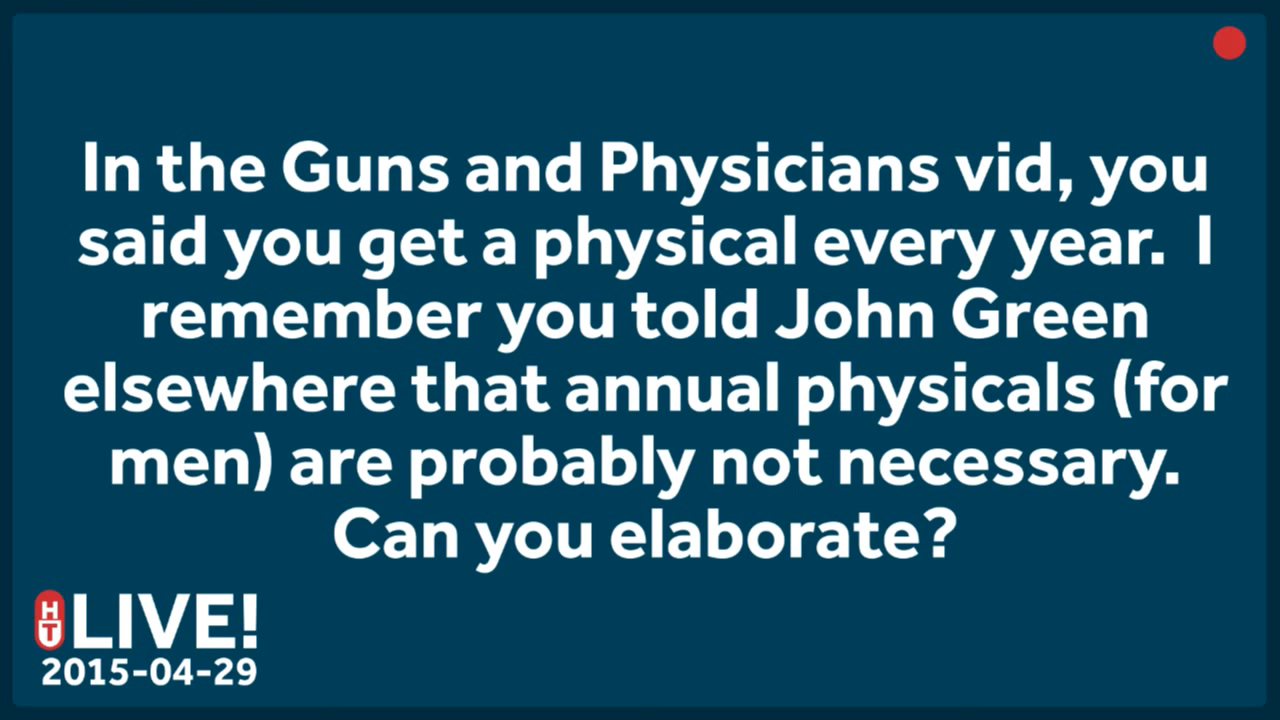 In the Guns and Physicians vid, you
said you get a physical every year.  I
remember you told John Green
elsewhere that annual physicals (for
men) are probably not necessary.
Can you elaborate?
HT LIVE!
2015-04-29